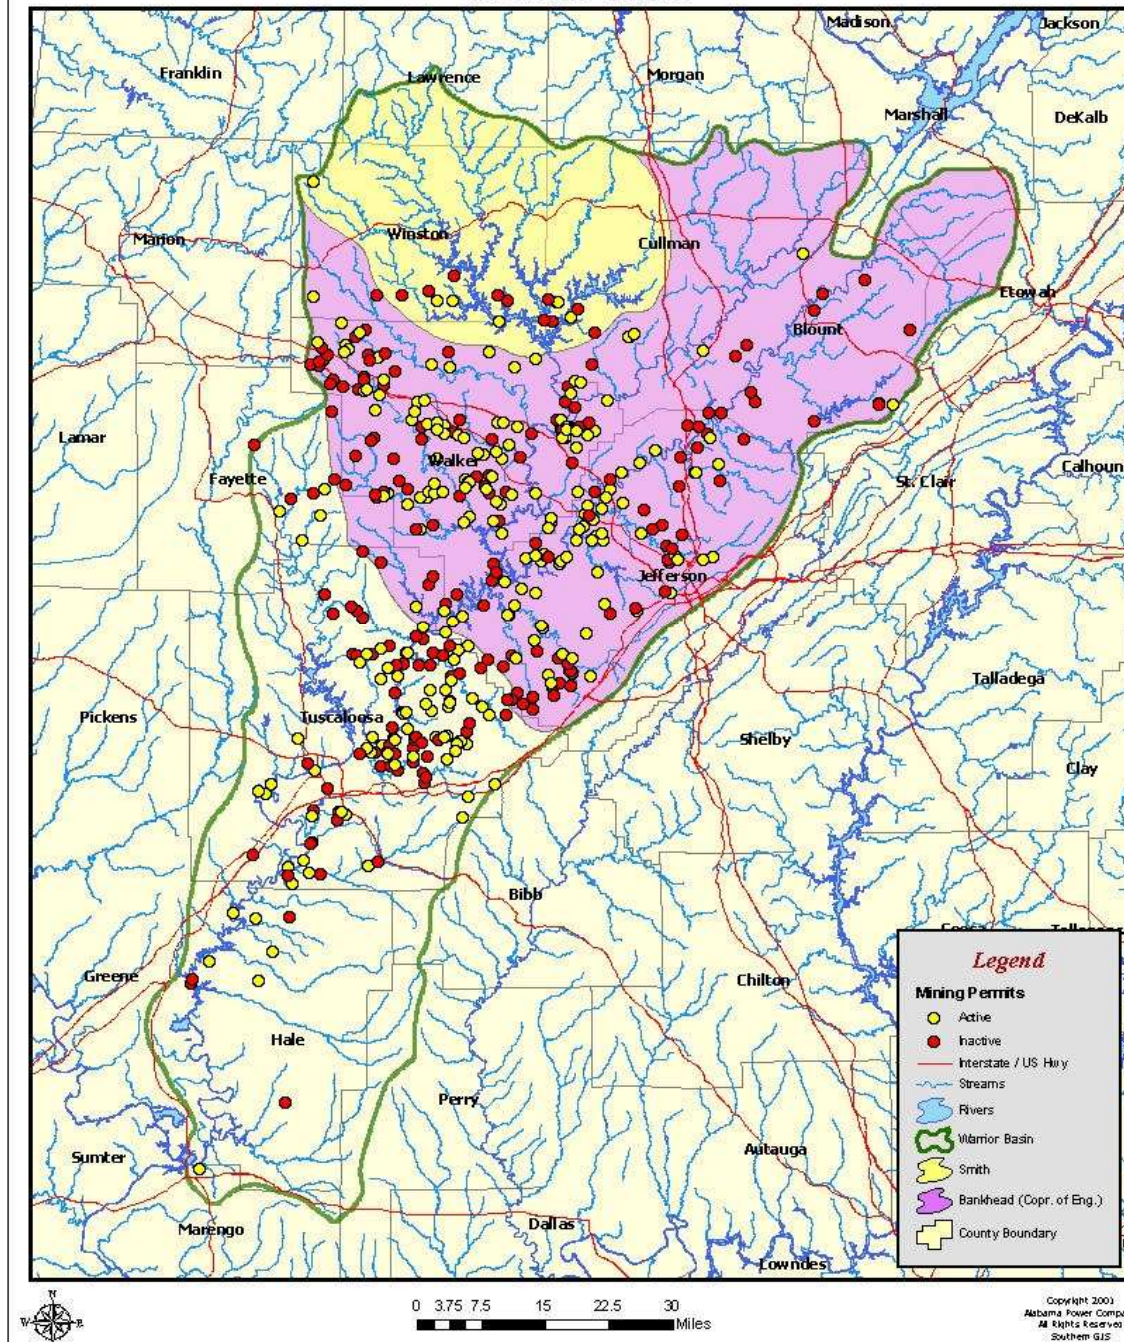 Madison
Jackson
Franklin
Lawrence
Morgan
Marshall
DeKalb
Marion
Winston
Cullman
Etowah
Blount
Lamar
Walker
Fayette
Calhoun
St. Clair
Jefferson
Talladega
Pickens
Tuscaloosa
Shelby
Clay
Bibb
Greene
Chilton
Hale
Perry
Sumter
Autauga
Marengo
Dallas
Lowndes
Legend
Mining Permits
Active
Inactive
Interstate / US Hwy
Streams
Rivers
Warrior Basin
Smith
Bankhead (Copr. of Eng.)
County Boundary
N
W E
S
0 3.75 7.5 15 22.5 30
Miles
Copyright 2003
Alabama Power Compa
All Rights Reserved
Southern GIS